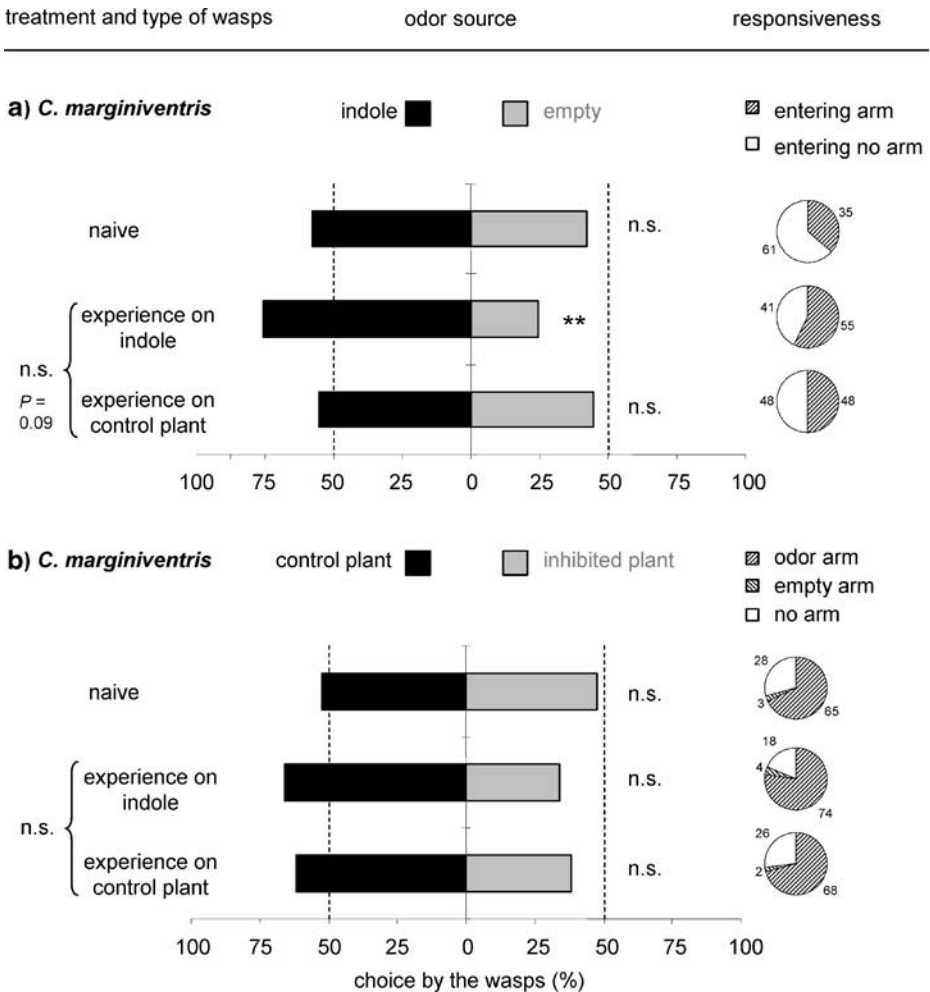 treatment and type of wasps odor source responsiveness
a) C. marginiventris indole empty entering arm
entering no arm
naive n.s. 35
61
experience on
indole ** 41
55
n.s.
P =
0.09
experience on
control plant n.s. 48 48
100 75 50 25 0 25 50 75 100
b) C. marginiventris control plant inhibited plant odor arm
empty arm
no arm
naive n.s. 28
3 65
experience on
indole n.s. 18
4
74
n.s.
experience on
control plant n.s. 26
2
68
100 75 50 25 0 25 50 75 100
choice by the wasps (%)